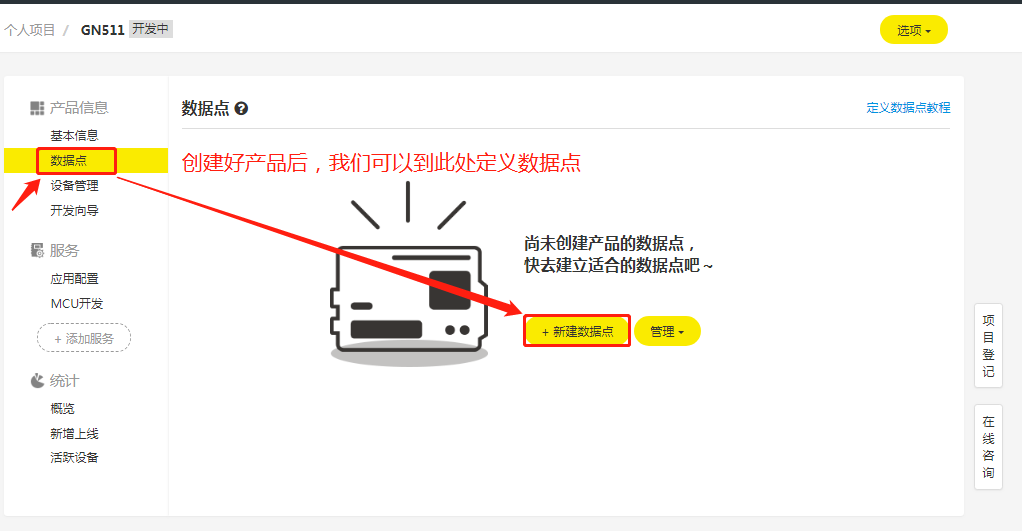 个人项目 / GN511 开发中
选项
产品信息
基本信息
数据点
设备管理
开发向导
服务
应用配置
MCU开发
+ 添加服务
统计
概览
新增上线
活跃设备
数据点
定义数据点教程
创建好产品后，我们可以到此处定义数据点
尚未创建产品的数据点，
快去建立适合的数据点吧～
+ 新建数据点
管理
项目登记
在线咨询